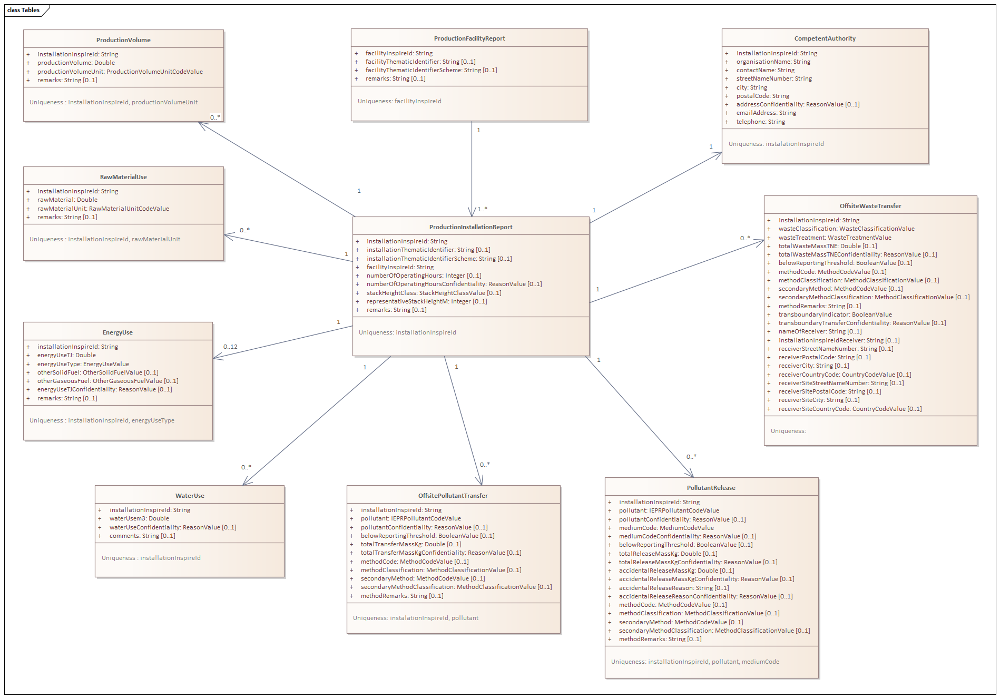 class Tables
ProductionVolume
+ installationInspireId: String
+ productionVolume: Double
+ productionVolumeUnit: ProductionVolumeUnitCodeValue
+ remarks: String [0..1]
Uniqueness : installationInspireId, productionVolumeUnit
0..*
ProductionFacilityReport
+ facilityInspireId: String
+ facilityThematicIdentifier: String [0..1]
+ facilityThematicIdentifierScheme: String [0..1]
+ remarks: String [0..1]
Uniqueness: facilityInspireId
1
1..*
CompetentAuthority
+ installationInspireId: String
+ organisationName: String
+ contactName: String
+ streetNameNumber: String
+ city: String
+ postalCode: String
+ addressConfidentiality: ReasonValue [0..1]
+ emailAddress: String
+ telephone: String
Uniqueness: instalationInspireId
1
1
1
RawMaterialUse
+ installationInspireId: String
+ rawMaterial: Double
+ rawMaterialUnit: RawMaterialUnitCodeValue
+ remarks: String [0..1]
Uniqueness : installationInspireId, rawMaterialUnit
0..*
1
ProductionInstallationReport
+ installationInspireId: String
+ installationThematicIdentifier: String [0..1]
+ installationThematicIdentifierScheme: String [0..1]
+ facilityInspireId: String
+ numberOfOperatingHours: Integer [0..1]
+ numberOfOperatingHoursConfidentiality: ReasonValue [0..1]
+ stackHeightClass: StackHeightClassValue [0..1]
+ representativeStackHeightM: Integer [0..1]
+ remarks: String [0..1]
Uniqueness: installationInspireId
0..*
1
OffsiteWasteTransfer
+ installationInspireId: String
+ wasteClassification: WasteClassificationValue
+ wasteTreatment: WasteTreatmentValue
+ totalWasteMassTNE: Double [0..1]
+ totalWasteMassTNEConfidentiality: ReasonValue [0..1]
+ belowReportingThreshold: BooleanValue [0..1]
+ methodCode: MethodCodeValue [0..1]
+ methodClassification: MethodClassificationValue [0..1]
+ secondaryMethod: MethodCodeValue [0..1]
+ secondaryMethodClassification: MethodClassificationValue [0..1]
+ methodRemarks: String [0..1]
+ transboundaryIndicator: BooleanValue
+ transboundaryTransferConfidentiality: ReasonValue [0..1]
+ nameOfReceiver: String [0..1]
+ installationInspireIdReceiver: String [0..1]
+ receiverStreetNameNumber: String [0..1]
+ receiverPostalCode: String [0..1]
+ receiverCity: String [0..1]
+ receiverCountryCode: CountryCodeValue [0..1]
+ receiverSiteStreetNameNumber: String [0..1]
+ receiverSitePostalCode: String [0..1]
+ receiverSiteCity: String [0..1]
+ receiverSiteCountryCode: CountryCodeValue [0..1]
Uniqueness:
EnergyUse
+ installationInspireId: String
+ energyUseTJ: Double
+ energyUseType: EnergyUseValue
+ otherSolidFuel: OtherSolidFuelValue [0..1]
+ otherGaseousFuel: OtherGaseousFuelValue [0..1]
+ energyUseTJConfidentiality: ReasonValue [0..1]
+ remarks: String [0..1]
Uniqueness : installationInspireId, energyUseType
1
0..12
1
1
1
0..*
0..*
0..*
WaterUse
+ installationInspireId: String
+ waterUsem3: Double
+ waterUseConfidentiality: ReasonValue [0..1]
+ comments: String [0..1]
Uniqueness : installationInspireId
OffsitePollutantTransfer
+ installationInspireId: String
+ pollutant: IEPRPollutantCodeValue
+ pollutantConfidentiality: ReasonValue [0..1]
+ belowReportingThreshold: BooleanValue [0..1]
+ totalTransferMassKg: Double [0..1]
+ totalTransferMassKgConfidentiality: ReasonValue [0..1]
+ methodCode: MethodCodeValue [0..1]
+ methodClassification: MethodClassificationValue [0..1]
+ secondaryMethod: MethodCodeValue [0..1]
+ secondaryMethodClassification: MethodClassificationValue [0..1]
+ methodRemarks: String [0..1]
Uniqueness: instalationInspireId, pollutant
PollutantRelease
+ installationInspireId: String
+ pollutant: IEPRPollutantCodeValue
+ pollutantConfidentiality: ReasonValue [0..1]
+ mediumCode: MediumCodeValue
+ mediumCodeConfidentiality: ReasonValue [0..1]
+ belowReportingThreshold: BooleanValue [0..1]
+ totalReleaseMassKg: Double [0..1]
+ totalReleaseMassKgConfidentiality: ReasonValue [0..1]
+ accidentalReleaseMassKg: Double [0..1]
+ accidentalReleaseMassKgConfidentiality: ReasonValue [0..1]
+ accidentalReleaseReason: String [0..1]
+ accidentalReleaseReasonConfidentiality: ReasonValue [0..1]
+ methodCode: MethodCodeValue [0..1]
+ methodClassification: MethodClassificationValue [0..1]
+ secondaryMethod: MethodCodeValue [0..1]
+ secondaryMethodClassification: MethodClassificationValue [0..1]
+ methodRemarks: String [0..1]
Uniqueness: installationInspireId, pollutant, mediumCode